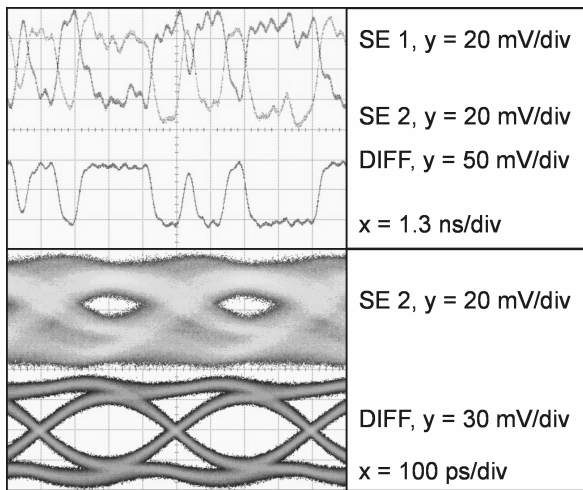 SE 1, y = 20 mV/div
SE 2, y = 20 mV/div
DIFF, y = 50 mV/div
x = 1.3 ns/div
SE 2, y = 20 mV/div
DIFF, y = 30 mV/div
x = 100 ps/div